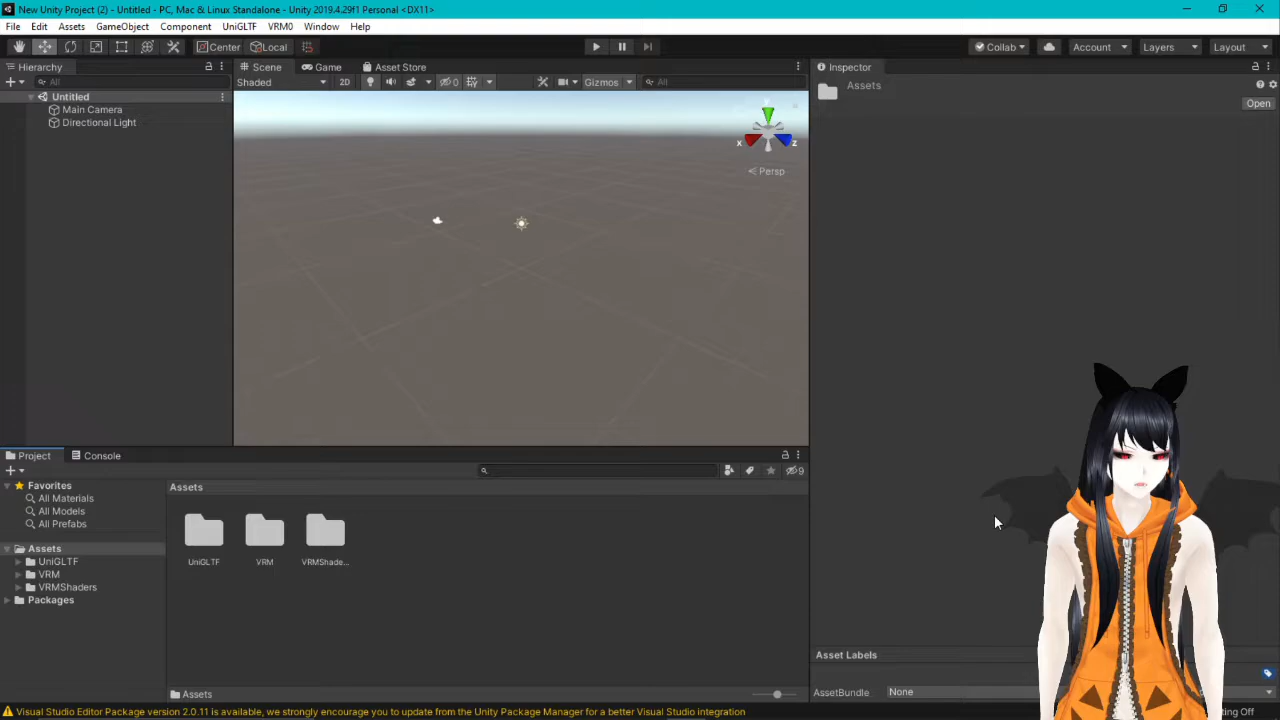 New Unity Project (2) - Untitled - PC, Mac & Linux Standalone - Unity 2019.4.29f1 Personal <DX11>
File Edit Assets GameObject Component UniGLTF VRM0 Window Help
Center Local Collab Account Layers Layout
Hierarchy Scene Game Asset Store Inspector
All Shaded 2D 0 Gizmos All
Assets
Open
Untitled
Main Camera
Directional Light
y
x z
Persp
Project Console
9
Favorites
All Materials
All Models
All Prefabs
Assets
UniGLTF
VRM
VRMShaders
Packages
Assets
UniGLTF VRM VRMShade...
Assets
Asset Labels
AssetBundle None
Visual Studio Editor Package version 2.0.11 is available, we strongly encourage you to update from the Unity Package Manager for a better Visual Studio integration
Off